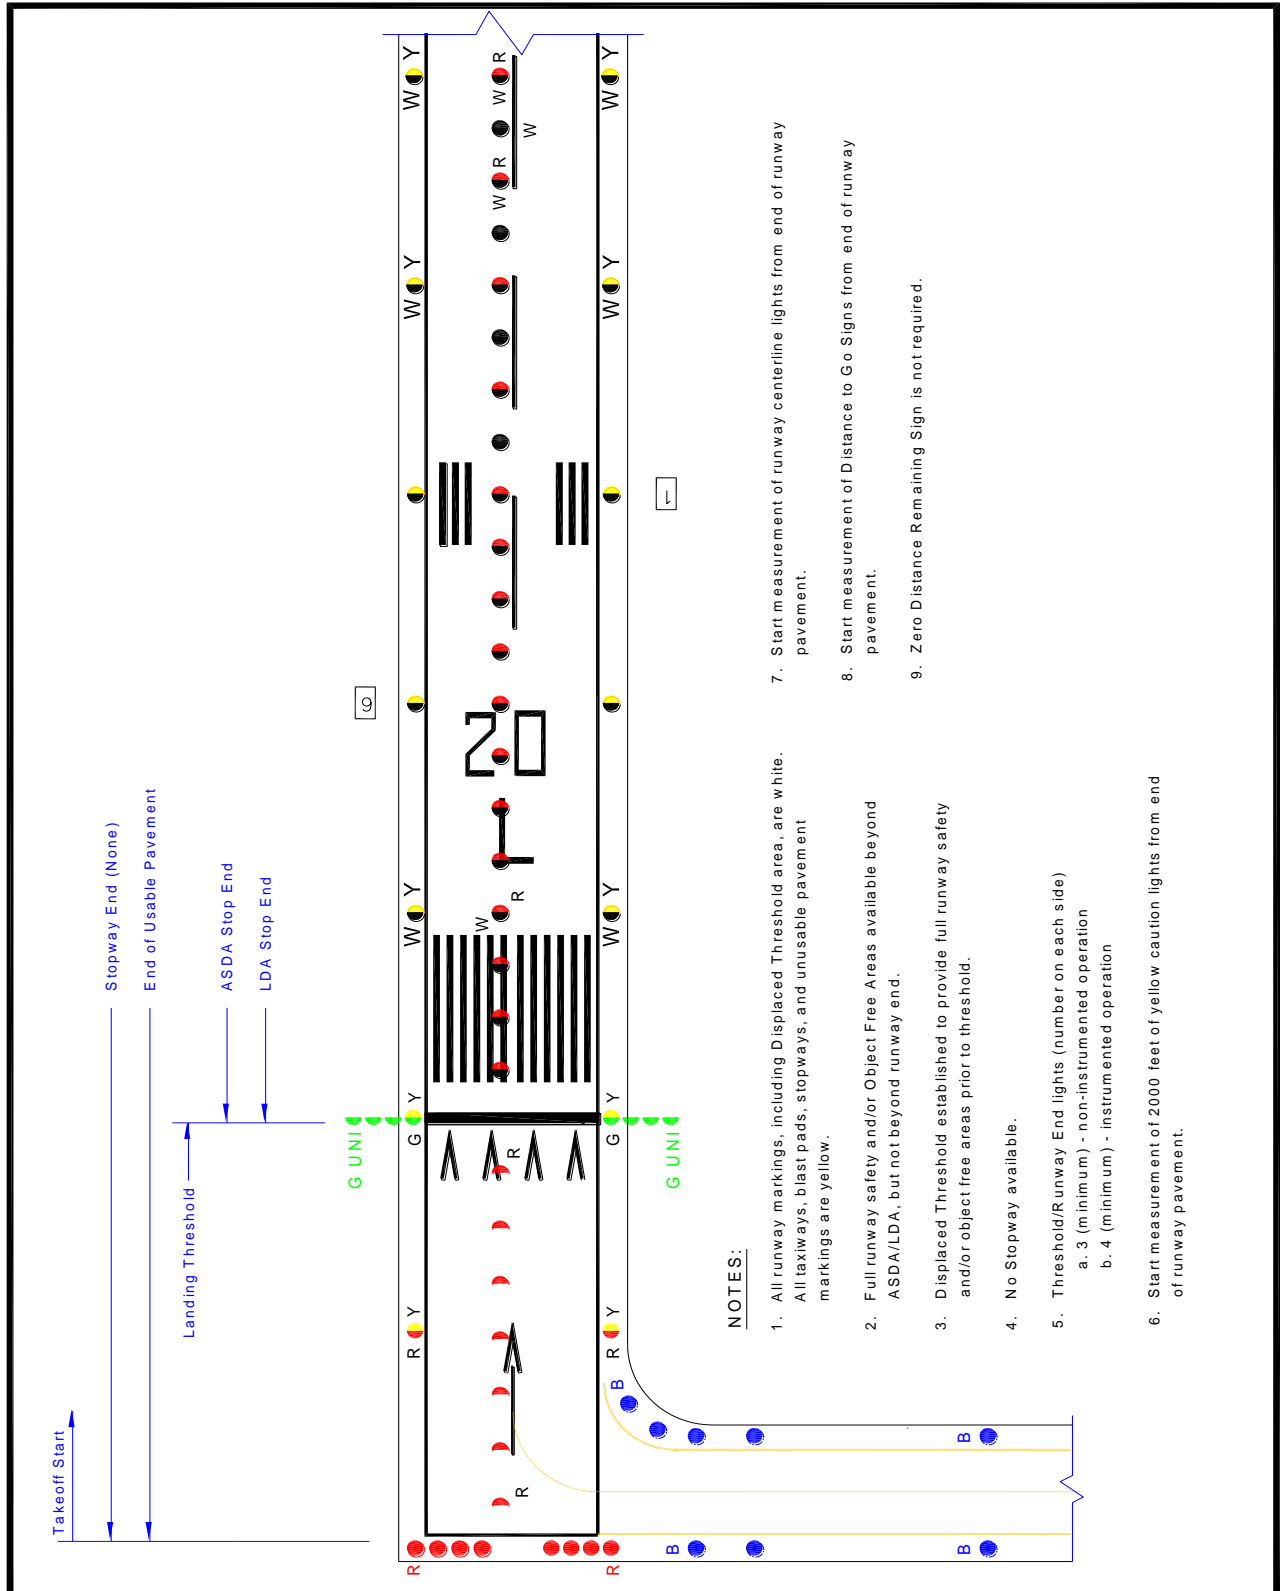 Takeoff Start
Stopway End (None)
End of Usable Pavement
Landing Threshold
ASDA Stop End
LDA Stop End
G UNI
R
R Y
G Y
W Y
W Y
W Y
9
R
R
W
R
L
20
W R
W R
W
R
R Y
G Y
W Y
W Y
W Y
G UNI
1
B
B
B
B
NOTES:
1. All runway markings, including Displaced Threshold area, are white.
All taxiways, blast pads, stopways, and unusable pavement
markings are yellow.
2. Full runway safety and/or Object Free Areas available beyond
ASDA/LDA, but not beyond runway end.
3. Displaced Threshold established to provide full runway safety
and/or object free areas prior to threshold.
4. No Stopway available.
5. Threshold/Runway End lights (number on each side)
a. 3 (minimum) - non-instrumented operation
b. 4 (minimum) - instrumented operation
6. Start measurement of 2000 feet of yellow caution lights from end
of runway pavement.
7. Start measurement of runway centerline lights from end of runway
pavement.
8. Start measurement of Distance to Go Signs from end of runway
pavement.
9. Zero Distance Remaining Sign is not required.